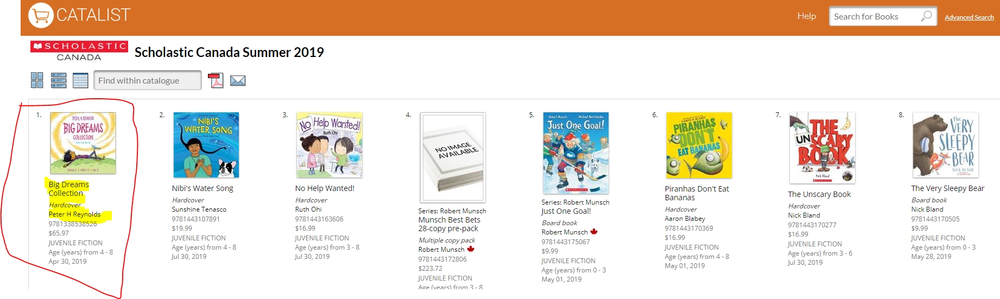 CATALIST
Help
Search for Books
Advanced Search
SCHOLASTIC
CANADA
Scholastic Canada Summer 2019
Find within catalogue
1.
PETER H REYNOLDS
BIG DREAMS
COLLECTION
Big Dreams
Collection
Hardcover
Peter H Reynolds
9781338538526
$65.97
JUVENILE FICTION
Age (years) from 4 - 8
Apr 30, 2019
2.
NIBI'S
WATER SONG
Nibi's Water Song
Hardcover
Sunshine Tenasco
9781443107891
$19.99
JUVENILE FICTION
Age (years) from 4 - 8
Jul 30, 2019
3.
No Help Wanted!
Ruth Ohi
No Help Wanted!
Hardcover
Ruth Ohi
9781443163606
$16.99
JUVENILE FICTION
Age (years) from 3 - 8
Jul 30, 2019
4.
NO IMAGE
AVAILABLE
Series: Robert Munsch
Munsch Best Bets
28-copy pre-pack
Multiple copy pack
Robert Munsch
9781443172806
$223.72
JUVENILE FICTION
Age (years) from 3 - 8
5.
Robert Munsch Michael Martchenko
Just One Goal!
SCHOLASTIC
Series: Robert Munsch
Just One Goal!
Board book
Robert Munsch
9781443175067
$9.99
JUVENILE FICTION
Age (years) from 0 - 3
May 01, 2019
6.
AARON BLABEY
PIRANHAS
DON'T
EAT BANANAS
Piranhas Don't Eat
Bananas
Hardcover
Aaron Blabey
9781443170369
$16.99
JUVENILE FICTION
Age (years) from 4 - 8
May 01, 2019
7.
THE
UNSCARY
BOOK
Nick Bland
The Unscary Book
Hardcover
Nick Bland
9781443170277
$16.99
JUVENILE FICTION
Age (years) from 3 - 6
Jul 30, 2019
8.
The
VERY
SLEEPY
BEAR
NICK BLAND
The Very Sleepy Bear
Board book
Nick Bland
9781443170505
$9.99
JUVENILE FICTION
Age (years) from 0 - 3
May 28, 2019